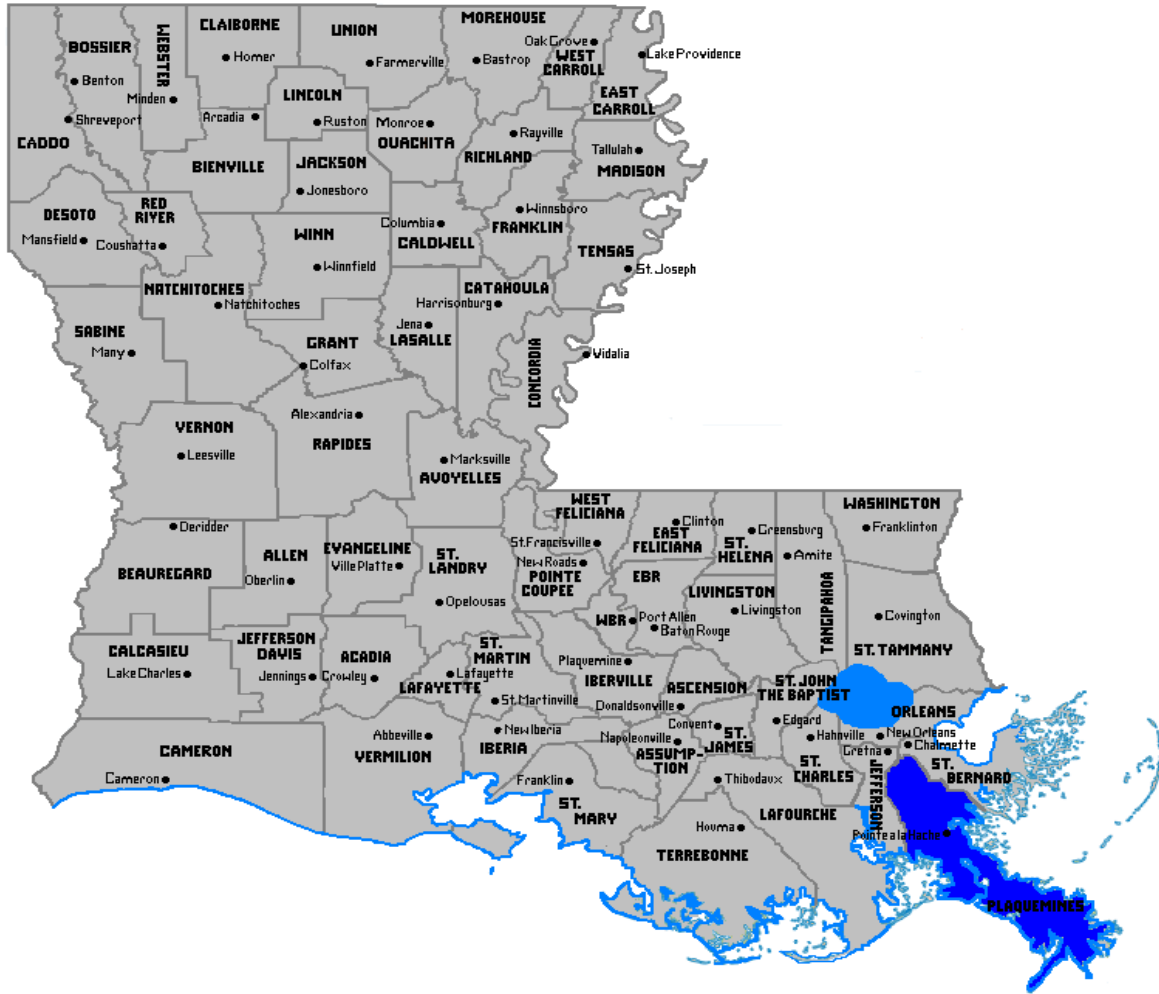 CLAIBORNE
UNION
MOREHOUSE
BOSSIER
WEBSTER
Homer
Farmerville
Bastrop
Oak Grove
WEST
CARROLL
Lake Providence
Benton
Minden
LINCOLN
EAST
CARROLL
Shreveport
Arcadia
Ruston
Monroe
OUACHITA
Rayville
RICHLAND
Tallulah
MADISON
CADDO
BIENVILLE
JACKSON
Jonesboro
DESOTO
Mansfield
RED
RIVER
Coushatta
WINN
Winnfield
Columbia
CALDWELL
Winnsboro
FRANKLIN
TENSAS
St. Joseph
NATCHITOCHES
Natchitoches
CATAHOULA
Harrisonburg
SABINE
Many
GRANT
Colfax
Jena
LASALLE
CONCORDIA
Vidalia
VERNON
Leesville
Alexandria
RAPIDES
Marksville
AVOYELLES
WEST
FELICIANA
St. Francisville
Clinton
EAST
FELICIANA
Greensburg
ST.
HELENA
Amite
TANGIPAHOA
WASHINGTON
Franklinton
Deridder
BEAUREGARD
ALLEN
Oberlin
EVANGELINE
Ville Platte
ST.
LANDRY
Opelousas
New Roads
POINTE
COUPEE
EBR
WBR
Port Allen
Baton Rouge
LIVINGSTON
Livingston
Covington
ST. TAMMANY
CALCASIEU
Lake Charles
JEFFERSON
DAVIS
Jennings
ACADIA
Crowley
LAFAYETTE
Lafayette
ST.
MARTIN
St. Martinville
Plaquemine
IBERVILLE
ASCENSION
Donaldsonville
ST. JOHN
THE BAPTIST
Edgard
ORLEANS
New Orleans
CAMERON
Cameron
Abbeville
VERMILION
New Iberia
IBERIA
Napoleonville
ASSUMP-
TION
Convent
ST.
JAMES
Hahnville
ST.
CHARLES
Gretna
JEFFERSON
Chalmette
ST.
BERNARD
Franklin
ST.
MARY
Thibodaux
LAFOURCHE
Houma
TERREBONNE
Pointe a la Hache
PLAQUEMINES